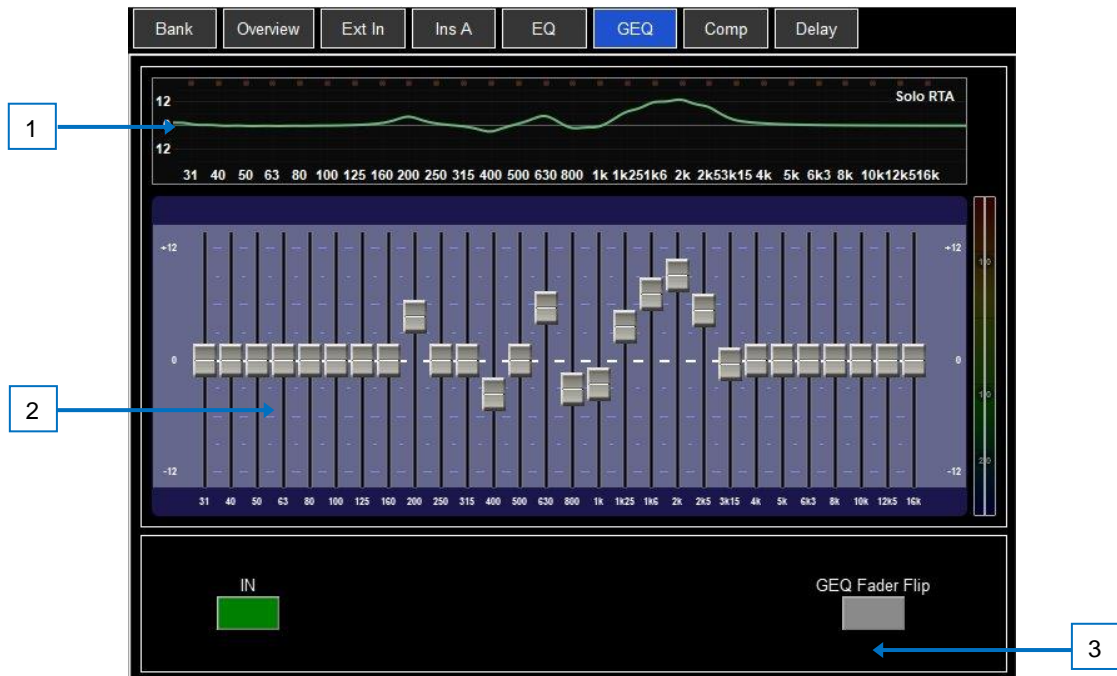 Bank Overview Ext In Ins A EQ GEQ Comp Delay
Solo RTA
12
0
12
31 40 50 63 80 100 125 160 200 250 315 400 500 630 800 1k 1k251k6 2k 2k53k15 4k 5k 6k3 8k 10k12k516k
1
+12 +12
0 0
-12 -12
31 40 50 63 80 100 125 160 200 250 315 400 500 630 800 1k 1k25 1k6 2k 2k5 3k15 4k 5k 6k3 8k 10k 12k5 16k
2
IN GEQ Fader Flip
3